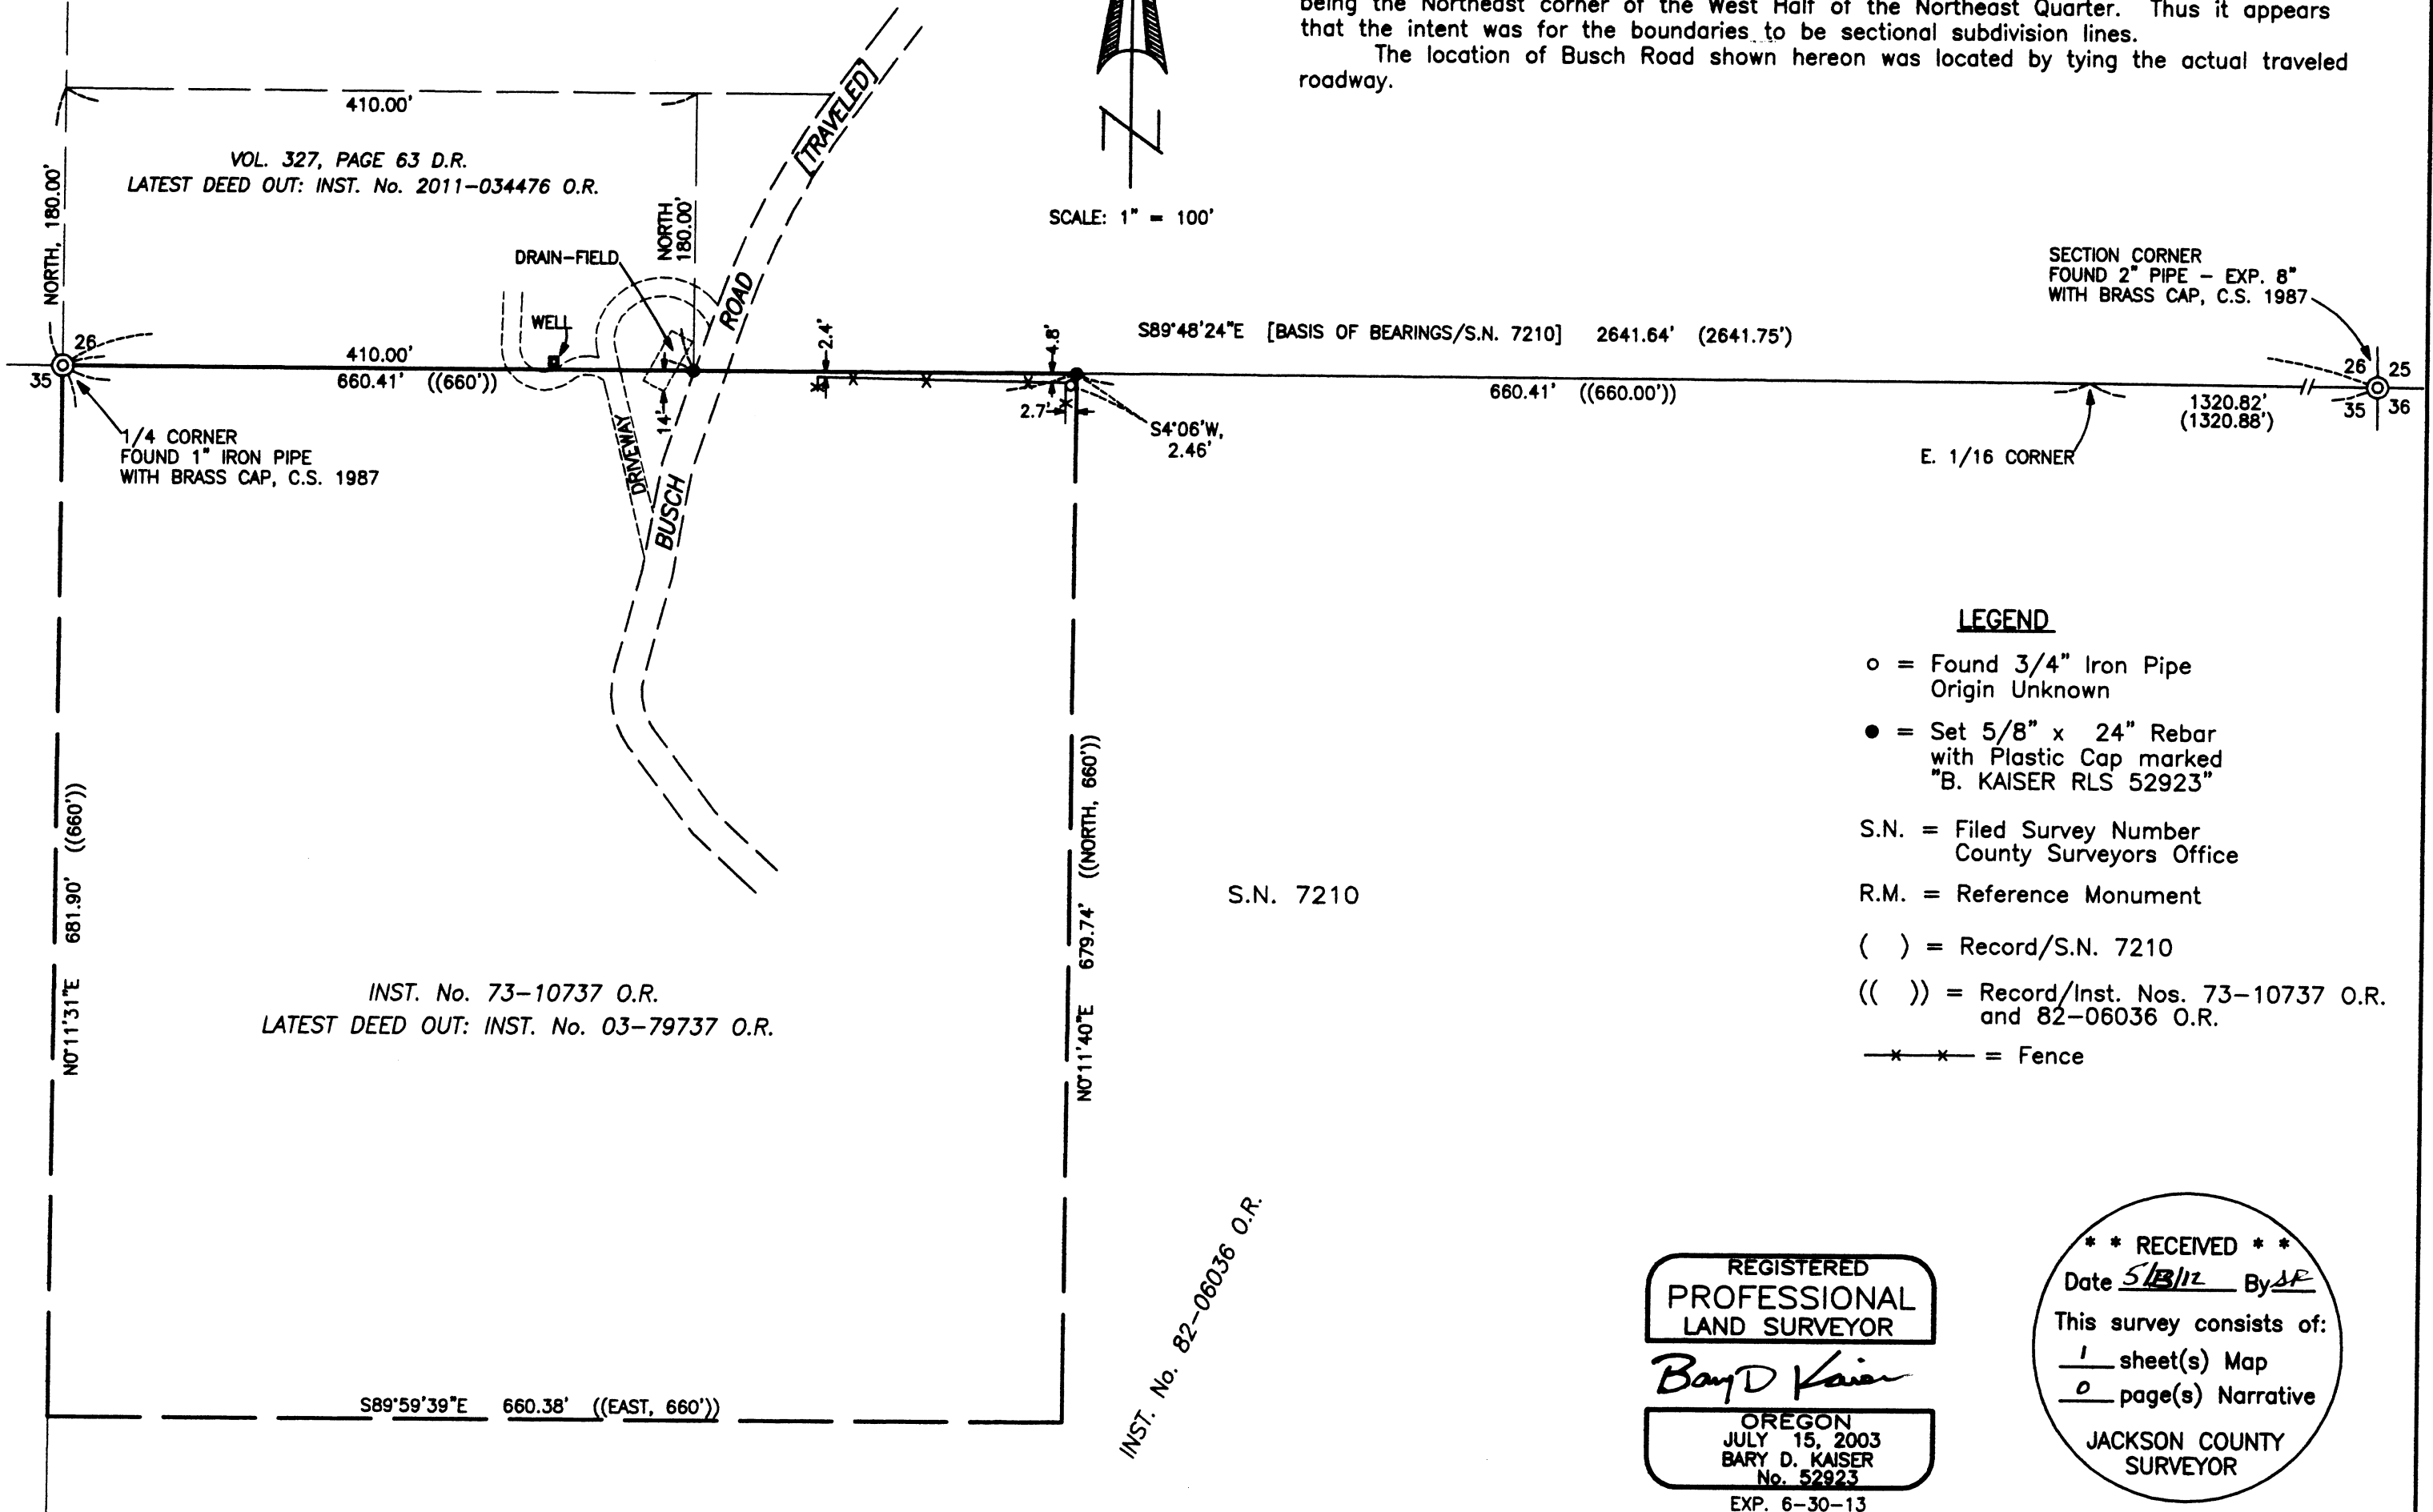 being the Northeast corner of the West Half of the Northeast Quarter. Thus it appears
that the intent was for the boundaries to be sectional subdivision lines.
The location of Busch Road shown hereon was located by tying the actual traveled
roadway.
410.00'
[TRAVELED]
VOL. 327, PAGE 63 D.R.
LATEST DEED OUT: INST. No. 2011-034476 O.R.
NORTH, 180.00'
NORTH
180.00'
SCALE: 1" = 100'
DRAIN-FIELD
ROAD
SECTION CORNER
FOUND 2" PIPE - EXP. 8"
WITH BRASS CAP, C.S. 1987
WELL
2.4'
4.8'
S89°48'24"E [BASIS OF BEARINGS/S.N. 7210] 2641.64' (2641.75')
26
35
410.00'
660.41' ((660'))
26 25
35 36
660.41' ((660.00'))
1320.82'
(1320.88')
14'
2.7'
S4°06'W,
2.46'
1/4 CORNER
FOUND 1" IRON PIPE
WITH BRASS CAP, C.S. 1987
DRIVEWAY
BUSCH
E. 1/16 CORNER
LEGEND
o = Found 3/4" Iron Pipe
Origin Unknown
● = Set 5/8" x 24" Rebar
with Plastic Cap marked
"B. KAISER RLS 52923"
S.N. = Filed Survey Number
County Surveyors Office
R.M. = Reference Monument
( ) = Record/S.N. 7210
(( )) = Record/Inst. Nos. 73-10737 O.R.
and 82-06036 O.R.
= Fence
N0°11'31"E 681.90' ((660'))
N0°11'40"E 679.74' ((NORTH, 660'))
S.N. 7210
INST. No. 73-10737 O.R.
LATEST DEED OUT: INST. No. 03-79737 O.R.
INST. No. 82-06036 O.R.
S89°59'39"E 660.38' ((EAST, 660'))
REGISTERED
PROFESSIONAL
LAND SURVEYOR
Bary D Kaiser
OREGON
JULY 15, 2003
BARY D. KAISER
No. 52923
EXP. 6-30-13
* * RECEIVED * *
Date 5/ /12 By
This survey consists of:
1 sheet(s) Map
0 page(s) Narrative
JACKSON COUNTY
SURVEYOR